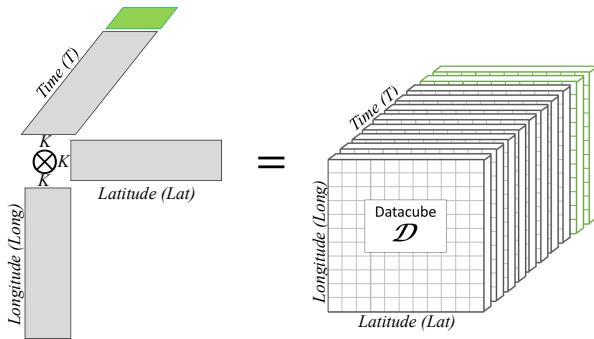 Time (T)
K
K
K
Latitude (Lat)
Longitude (Long)
=
Time (T)
Longitude (Long)
Datacube
𝒟
Latitude (Lat)